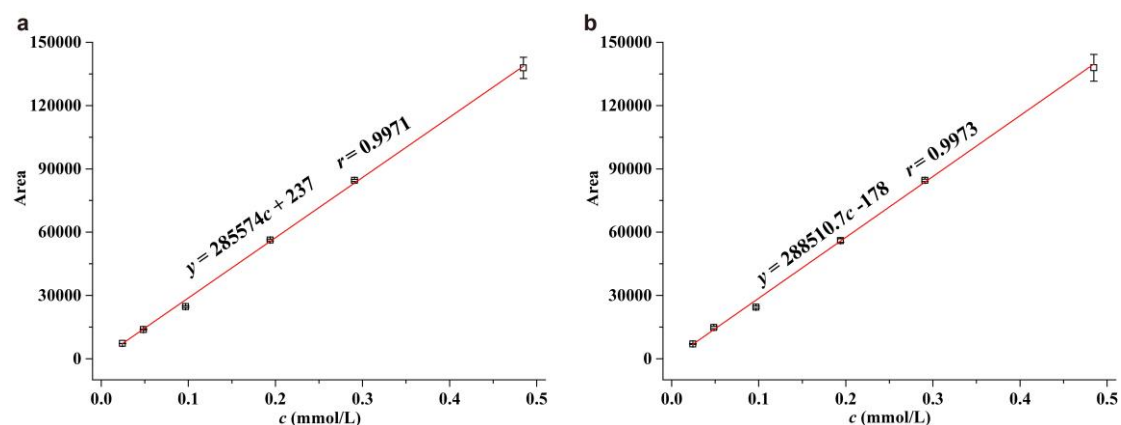 a
150000
120000
90000
60000
30000
0
Area
y = 285574c + 237
r = 0.9971
0.0 0.1 0.2 0.3 0.4 0.5
c (mmol/L)
b
150000
120000
90000
60000
30000
0
Area
y = 288510.7c -178
r = 0.9973
0.0 0.1 0.2 0.3 0.4 0.5
c (mmol/L)